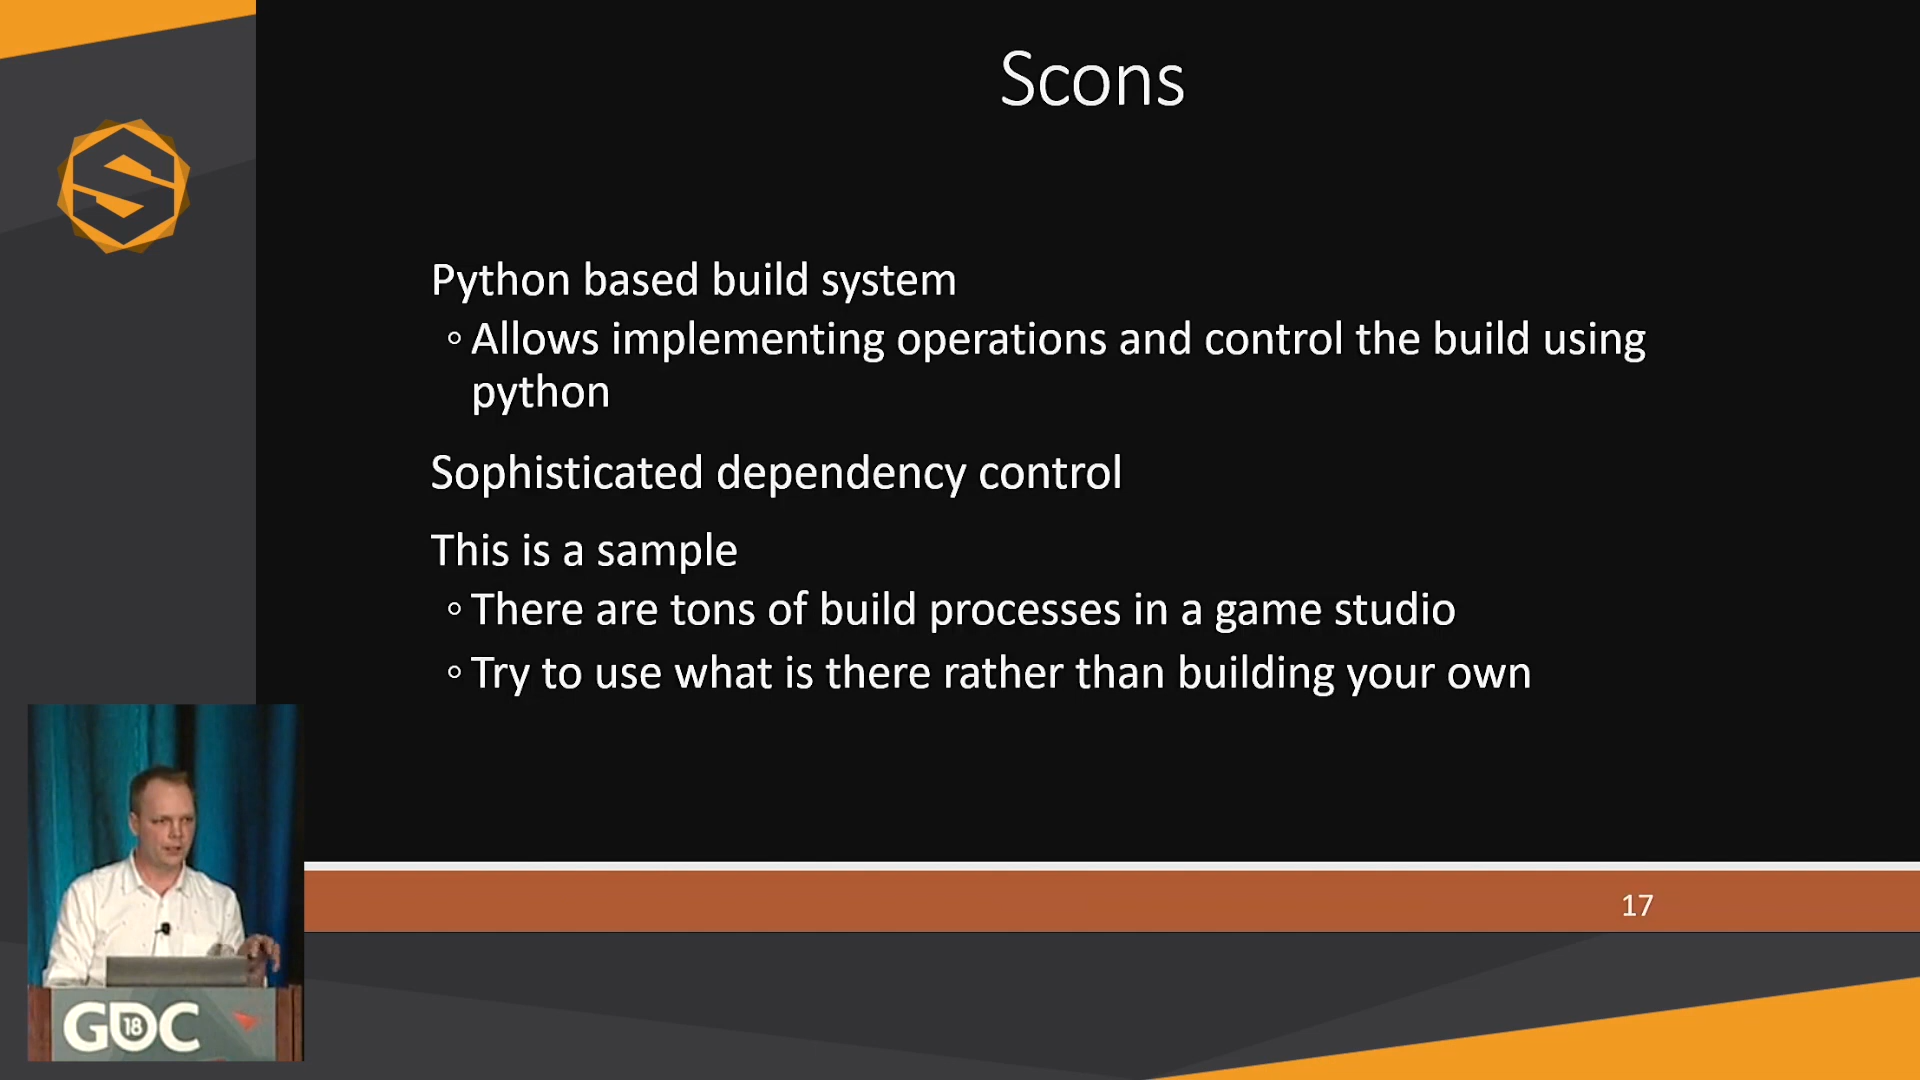 Scons
Python based build system
◦ Allows implementing operations and control the build using
python
Sophisticated dependency control
This is a sample
◦ There are tons of build processes in a game studio
◦ Try to use what is there rather than building your own
17
GDC
18